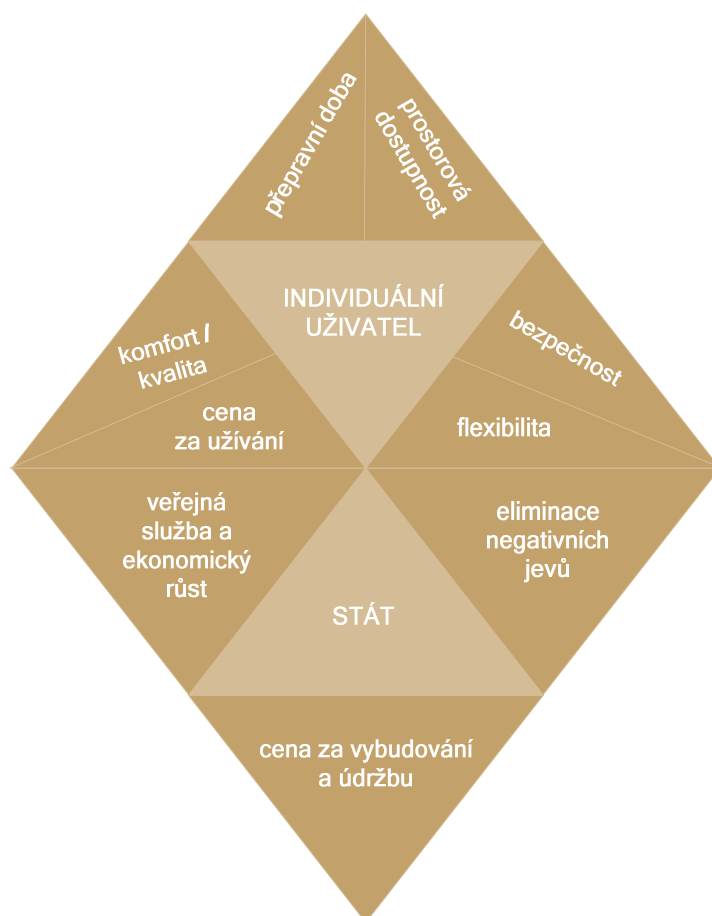 přepravní doba
prostorová
dostupnost
INDIVIDUÁLNÍ
UŽIVATEL
komfort /
kvalita
bezpečnost
cena
za užívání
flexibilita
veřejná
služba a
ekonomický
růst
eliminace
negativních
jevů
STÁT
cena za vybudování
a údržbu